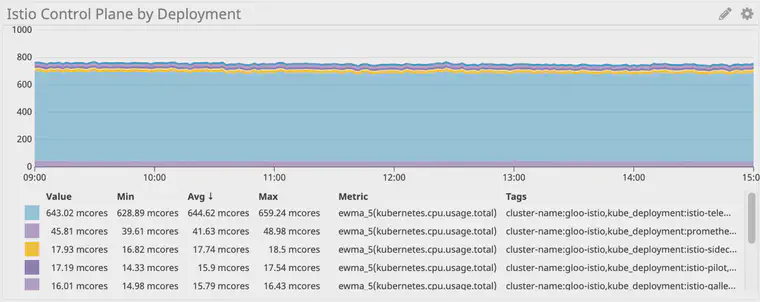 Istio Control Plane by Deployment
1000
800
600
400
200
0
09:00 10:00 11:00 12:00 13:00 14:00 15:0
Value Min Avg ↓ Max Metric Tags
643.02 mcores 628.89 mcores 644.62 mcores 659.24 mcores ewma_5(kubernetes.cpu.usage.total) cluster-name:gloo-istio,kube_deployment:istio-tele...
45.81 mcores 39.61 mcores 41.63 mcores 48.98 mcores ewma_5(kubernetes.cpu.usage.total) cluster-name:gloo-istio,kube_deployment:promethe...
17.93 mcores 16.82 mcores 17.74 mcores 18.5 mcores ewma_5(kubernetes.cpu.usage.total) cluster-name:gloo-istio,kube_deployment:istio-sidec...
17.19 mcores 14.33 mcores 15.9 mcores 17.54 mcores ewma_5(kubernetes.cpu.usage.total) cluster-name:gloo-istio,kube_deployment:istio-pilot,...
16.01 mcores 14.98 mcores 15.79 mcores 16.43 mcores ewma_5(kubernetes.cpu.usage.total) cluster-name:gloo-istio,kube_deployment:istio-galle...